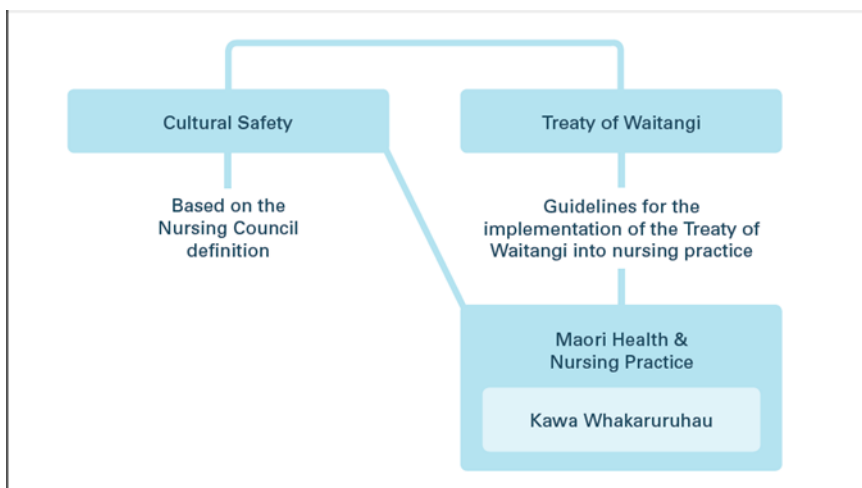 Cultural Safety
Treaty of Waitangi
Based on the
Nursing Council
definition
Guidelines for the
implementation of the Treaty of
Waitangi into nursing practice
Maori Health &
Nursing Practice
Kawa Whakaruruhau